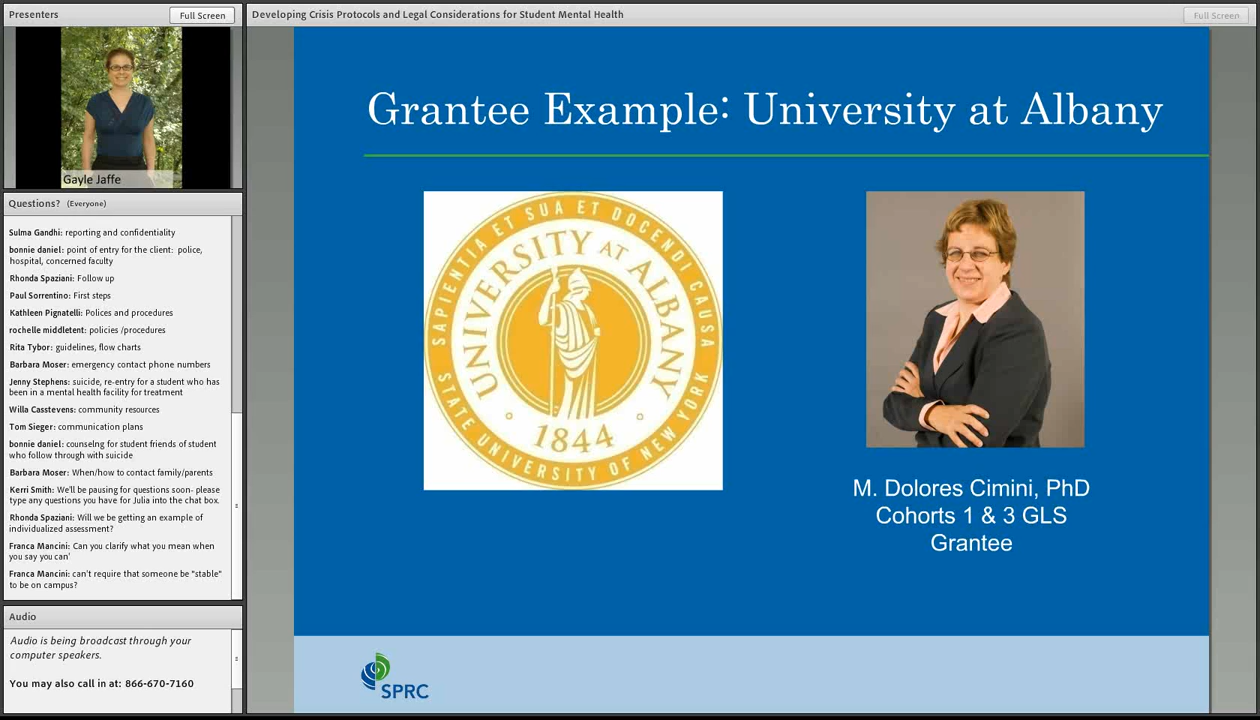 Presenters
Full Screen
Gayle Jaffe
Questions? (Everyone)
Sulma Gandhi: reporting and confidentiality
bonnie daniel: point of entry for the client: police,
hospital, concerned faculty
Rhonda Spaziani: Follow up
Paul Sorrentino: First steps
Kathleen Pignatelli: Polices and procedures
rochelle middletent: policies /procedures
Rita Tybor: guidelines, flow charts
Barbara Moser: emergency contact phone numbers
Jenny Stephens: suicide, re-entry for a student who has
been in a mental health facility for treatment
Willa Casstevens: community resources
Tom Sieger: communication plans
bonnie daniel: counselng for student friends of student
who follow through with suicide
Barbara Moser: When/how to contact family/parents
Kerri Smith: We'll be pausing for questions soon- please
type any questions you have for Julia into the chat box.
Rhonda Spaziani: Will we be getting an example of
individualized assessment?
Franca Mancini: Can you clarify what you mean when
you say you can'
Franca Mancini: can't require that someone be "stable"
to be on campus?
Audio
Audio is being broadcast through your
computer speakers.
You may also call in at: 866-670-7160
Developing Crisis Protocols and Legal Considerations for Student Mental Health
Full Screen
Grantee Example: University at Albany
SAPIENTIA ET SUA ET DOCENDI CAUSA
UNIVERSITY AT ALBANY
STATE UNIVERSITY OF NEW YORK
1844
M. Dolores Cimini, PhD
Cohorts 1 & 3 GLS
Grantee
SPRC